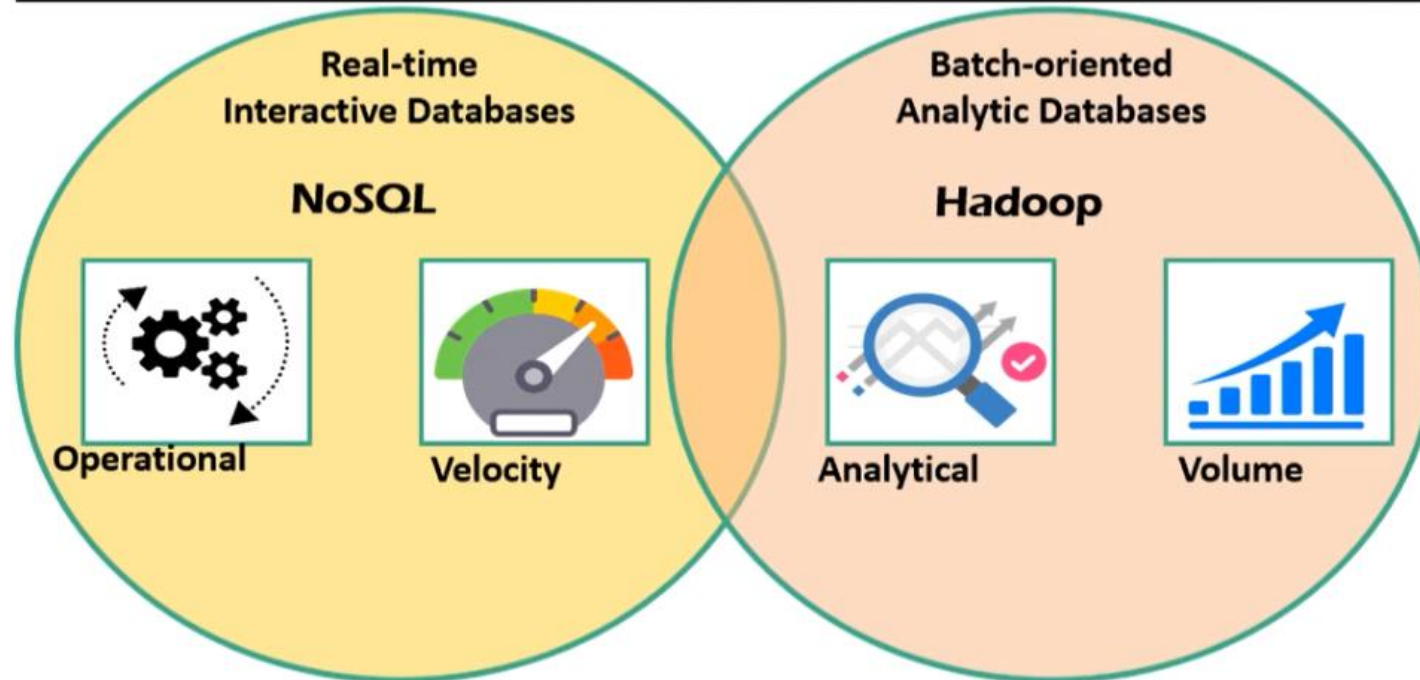 Real-time
Interactive Databases
NoSQL
Operational
Velocity
Batch-oriented
Analytic Databases
Hadoop
Analytical
Volume